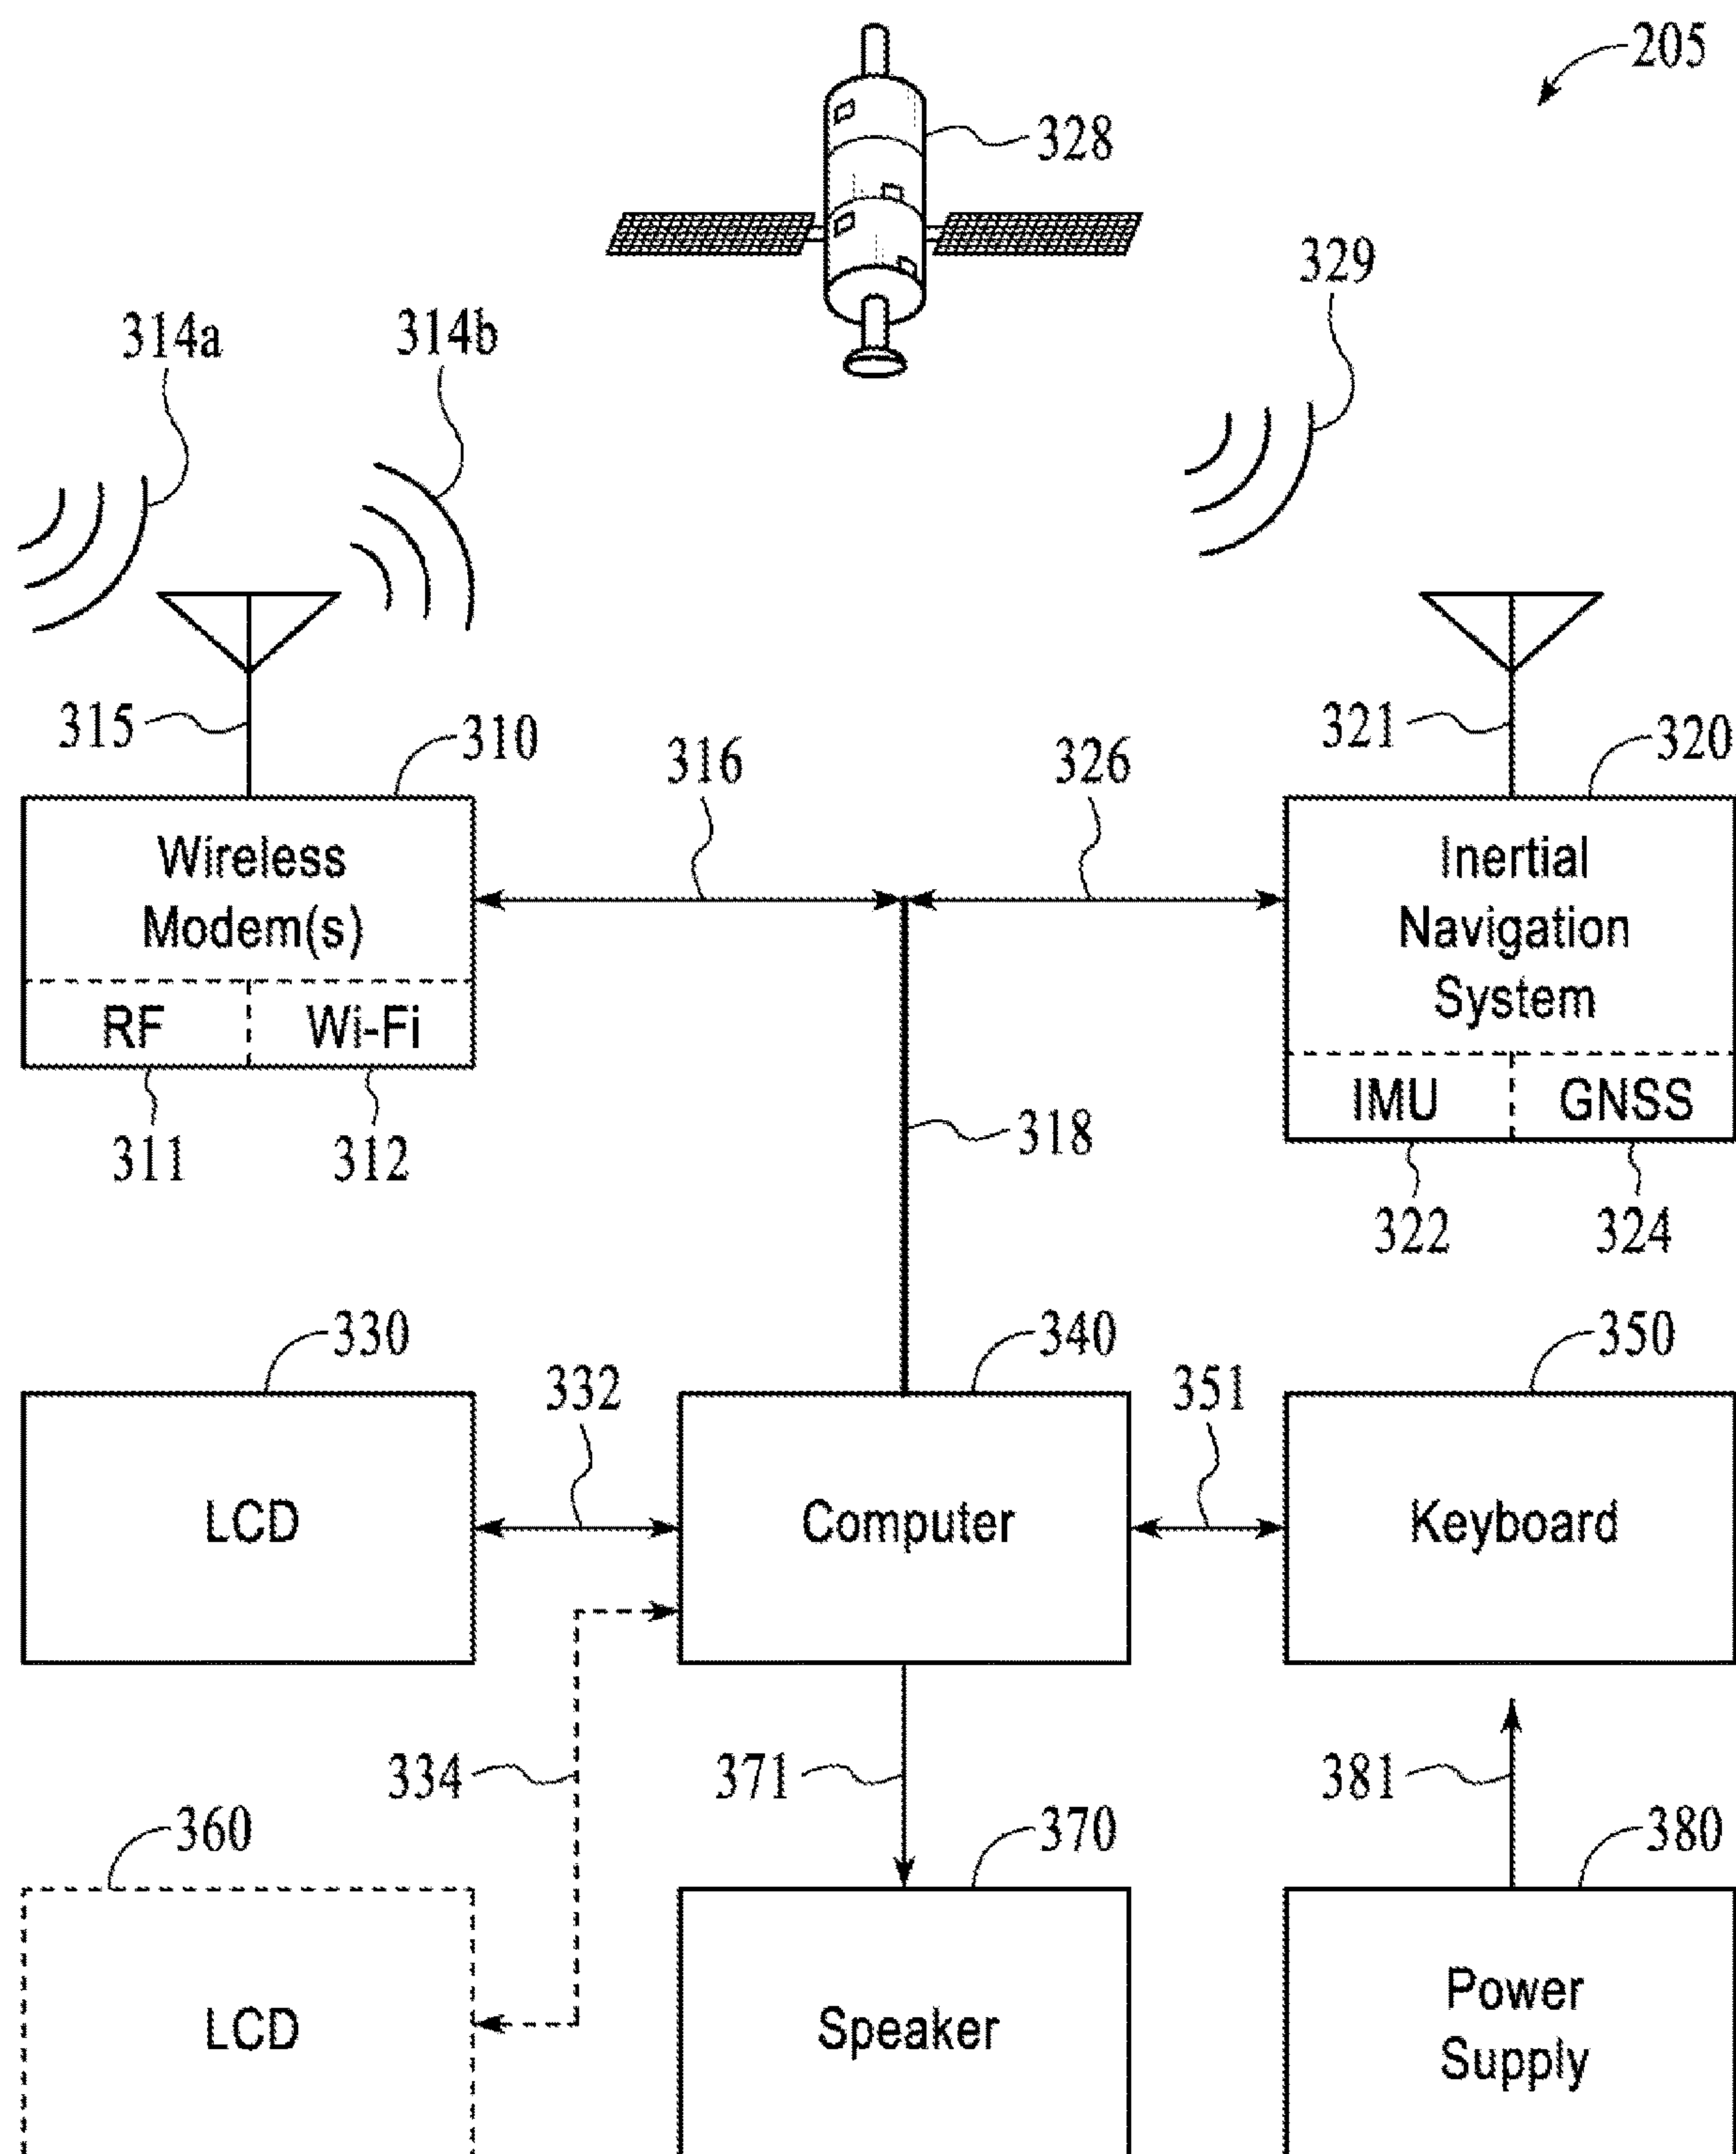 205
328
329
314a
314b
315
310
316
326
321
320
Wireless
Modem(s)
RF
Wi-Fi
Inertial
Navigation
System
IMU
GNSS
311
312
318
322
324
330
332
340
351
350
LCD
Computer
Keyboard
334
371
381
360
370
380
LCD
Speaker
Power
Supply